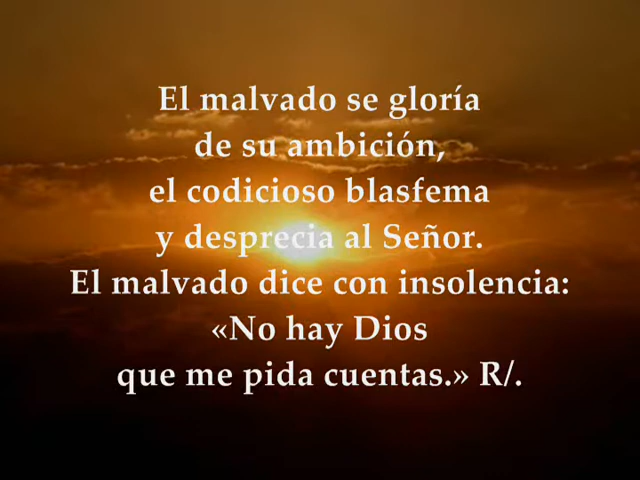 El malvado se gloría
de su ambición,
el codicioso blasfema
y desprecia al Señor.
El malvado dice con insolencia:
«No hay Dios
que me pida cuentas.» R/.